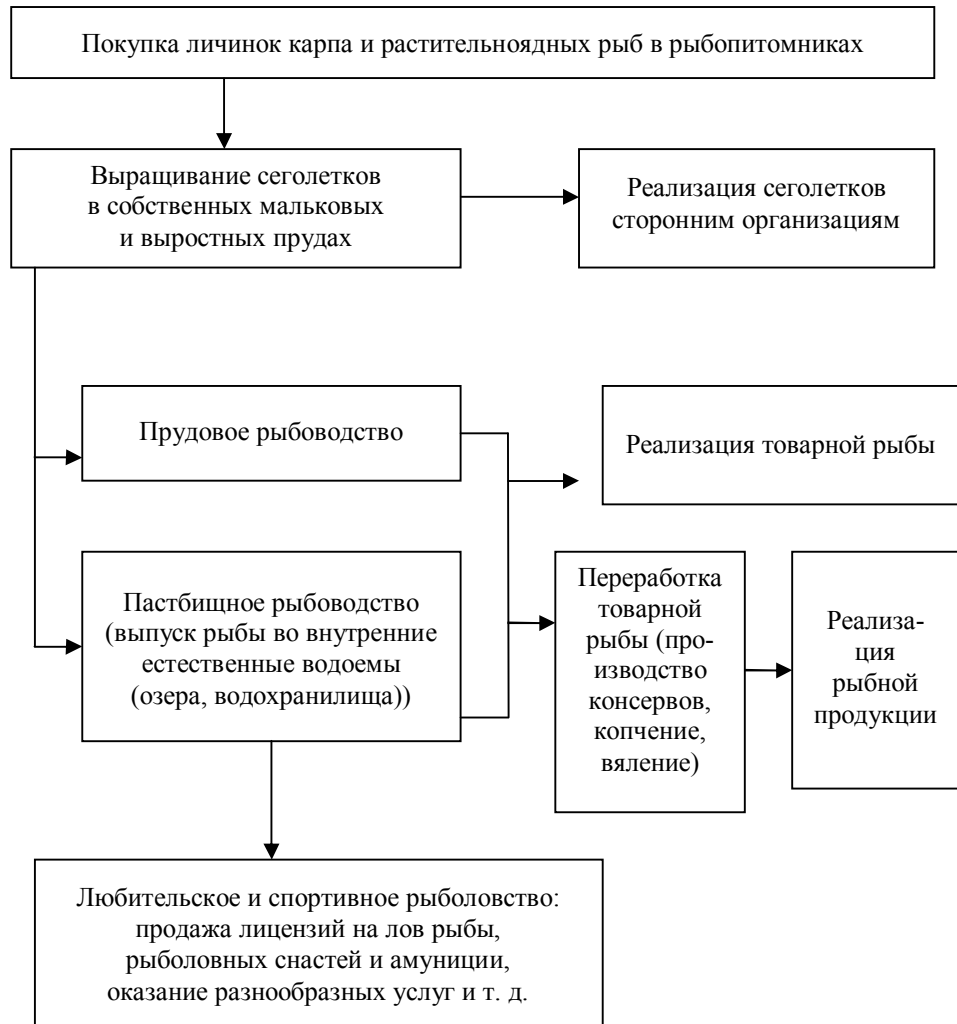 Покупка личинок карпа и растительноядных рыб в рыбопитомниках
Выращивание сеголетков
в собственных мальковых
и выростных прудах
Реализация сеголетков
сторонним организациям
Прудовое рыбоводство
Реализация товарной рыбы
Пастбищное рыбоводство
(выпуск рыбы во внутренние
естественные водоемы
(озера, водохранилища))
Переработка
товарной
рыбы (про-
изводство
консервов,
копчение,
вяление)
Реализа-
ция
рыбной
продукции
Любительское и спортивное рыболовство:
продажа лицензий на лов рыбы,
рыболовных снастей и амуниции,
оказание разнообразных услуг и т. д.